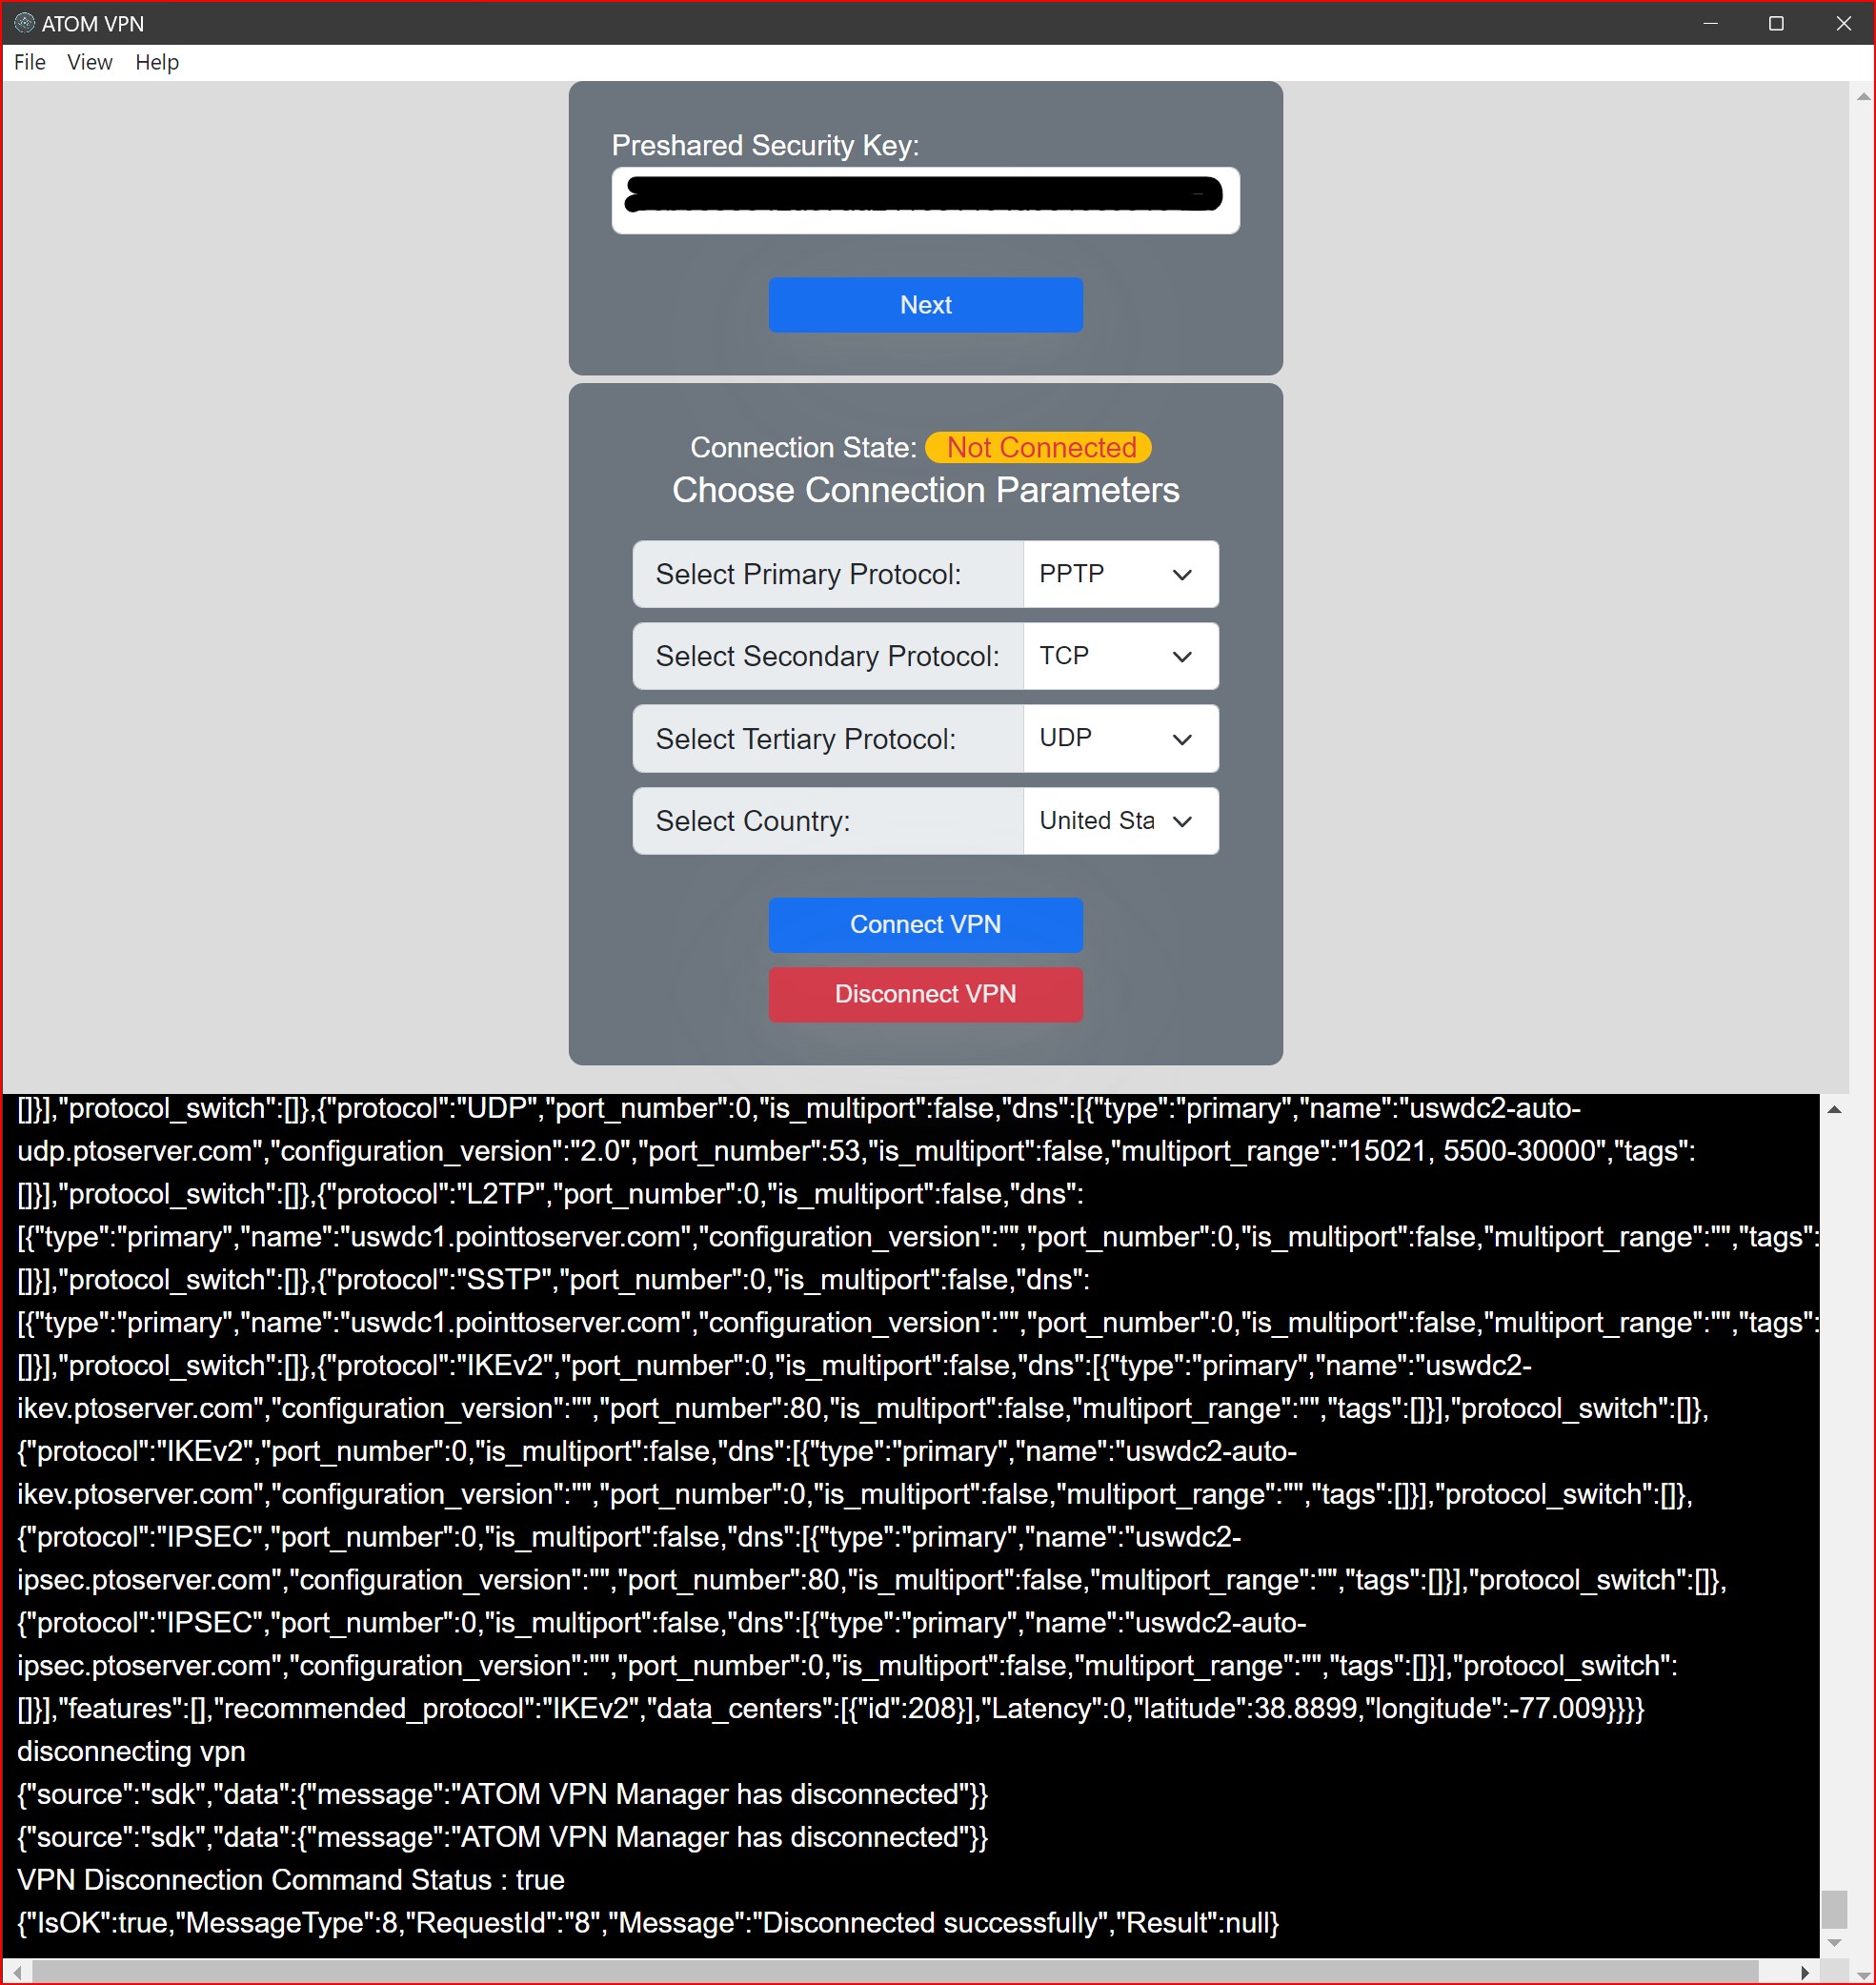 ATOM VPN
File View Help
Preshared Security Key:
Next
Connection State: Not Connected
Choose Connection Parameters
Select Primary Protocol: PPTP
Select Secondary Protocol: TCP
Select Tertiary Protocol: UDP
Select Country: United Sta
Connect VPN
Disconnect VPN
[]}],"protocol_switch":[]},{"protocol":"UDP","port_number":0,"is_multiport":false,"dns":[{"type":"primary","name":"uswdc2-auto-
udp.ptoserver.com","configuration_version":"2.0","port_number":53,"is_multiport":false,"multiport_range":"15021, 5500-30000","tags":
[]}],"protocol_switch":[]},{"protocol":"L2TP","port_number":0,"is_multiport":false,"dns":
[{"type":"primary","name":"uswdc1.pointtoserver.com","configuration_version":"","port_number":0,"is_multiport":false,"multiport_range":"","tags":
[]}],"protocol_switch":[]},{"protocol":"SSTP","port_number":0,"is_multiport":false,"dns":
[{"type":"primary","name":"uswdc1.pointtoserver.com","configuration_version":"","port_number":0,"is_multiport":false,"multiport_range":"","tags":
[]}],"protocol_switch":[]},{"protocol":"IKEv2","port_number":0,"is_multiport":false,"dns":[{"type":"primary","name":"uswdc2-
ikev.ptoserver.com","configuration_version":"","port_number":80,"is_multiport":false,"multiport_range":"","tags":[]}],"protocol_switch":[]},
{"protocol":"IKEv2","port_number":0,"is_multiport":false,"dns":[{"type":"primary","name":"uswdc2-auto-
ikev.ptoserver.com","configuration_version":"","port_number":0,"is_multiport":false,"multiport_range":"","tags":[]}],"protocol_switch":[]},
{"protocol":"IPSEC","port_number":0,"is_multiport":false,"dns":[{"type":"primary","name":"uswdc2-
ipsec.ptoserver.com","configuration_version":"","port_number":80,"is_multiport":false,"multiport_range":"","tags":[]}],"protocol_switch":[]},
{"protocol":"IPSEC","port_number":0,"is_multiport":false,"dns":[{"type":"primary","name":"uswdc2-auto-
ipsec.ptoserver.com","configuration_version":"","port_number":0,"is_multiport":false,"multiport_range":"","tags":[]}],"protocol_switch":
[]}],"features":[],"recommended_protocol":"IKEv2","data_centers":[{"id":208}],"Latency":0,"latitude":38.8899,"longitude":-77.009}}}}
disconnecting vpn
{"source":"sdk","data":{"message":"ATOM VPN Manager has disconnected"}}
{"source":"sdk","data":{"message":"ATOM VPN Manager has disconnected"}}
VPN Disconnection Command Status : true
{"IsOK":true,"MessageType":8,"RequestId":"8","Message":"Disconnected successfully","Result":null}